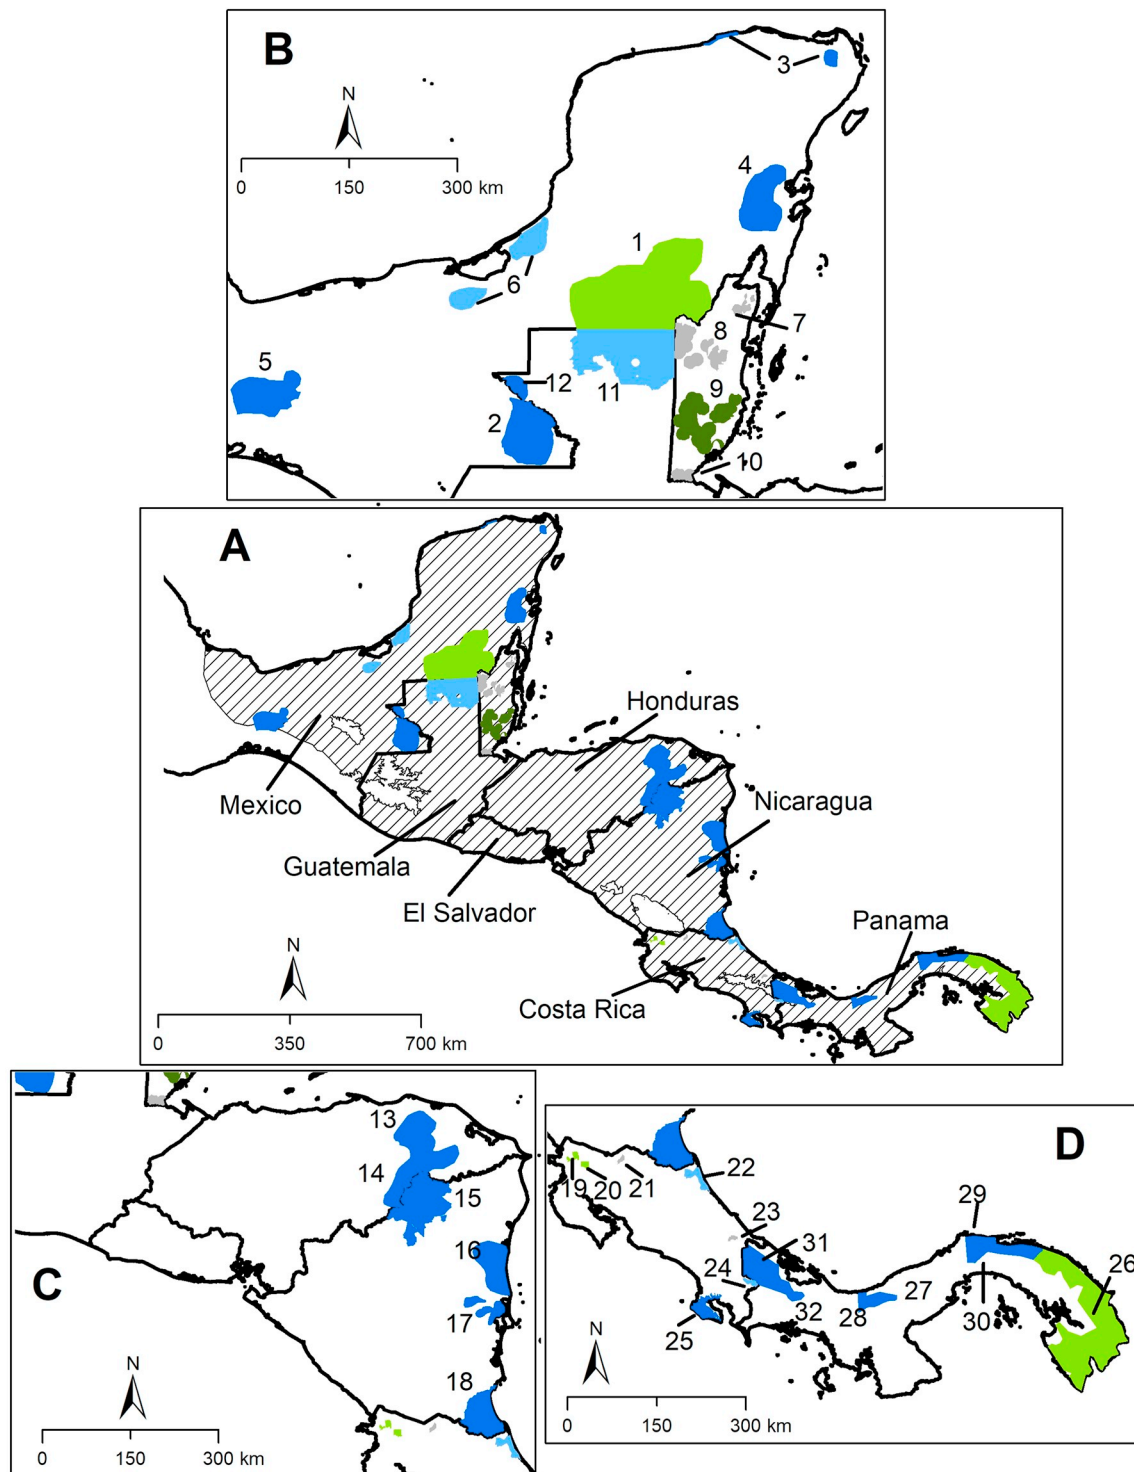 B
N
0 150 300 km
3
4
1
6
7
8
5
12
11
9
2
10
A
N
Honduras
Mexico
Nicaragua
Guatemala
El Salvador
Panama
Costa Rica
0 350 700 km
13
14
15
16
17
18
C
N
0 150 300 km
D
22
19 20 21
23
29
31
26
24
27
32 28
30
25
N
0 150 300 km